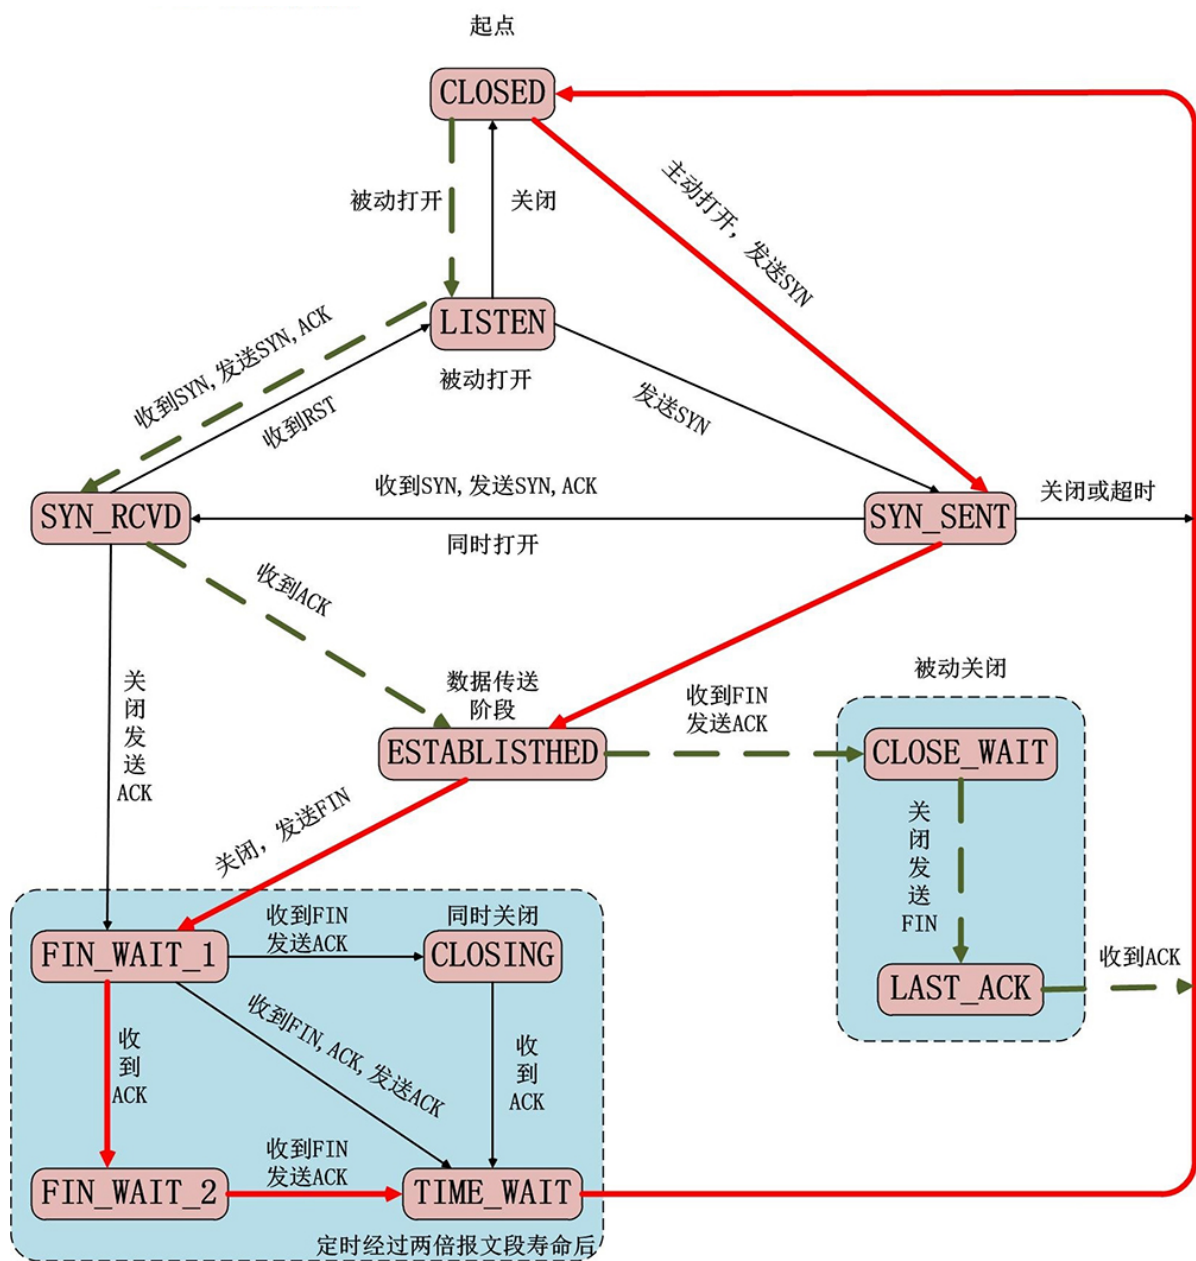 起点
CLOSED
被动打开
关闭
主动打开，发送SYN
LISTEN
被动打开
收到SYN,发送SYN,ACK
收到RST
发送SYN
收到SYN,发送SYN,ACK
同时打开
SYN_RCVD
SYN_SENT
关闭或超时
收到ACK
数据传送
阶段
ESTABLISTHED
收到FIN
发送ACK
被动关闭
CLOSE_WAIT
关
闭
发
送
ACK
关闭，发送FIN
关
闭
发
送
FIN
LAST_ACK
收到ACK
FIN_WAIT_1
收到FIN
发送ACK
同时关闭
CLOSING
收
到
ACK
收到FIN,ACK,发送ACK
收
到
ACK
FIN_WAIT_2
收到FIN
发送ACK
TIME_WAIT
定时经过两倍报文段寿命后